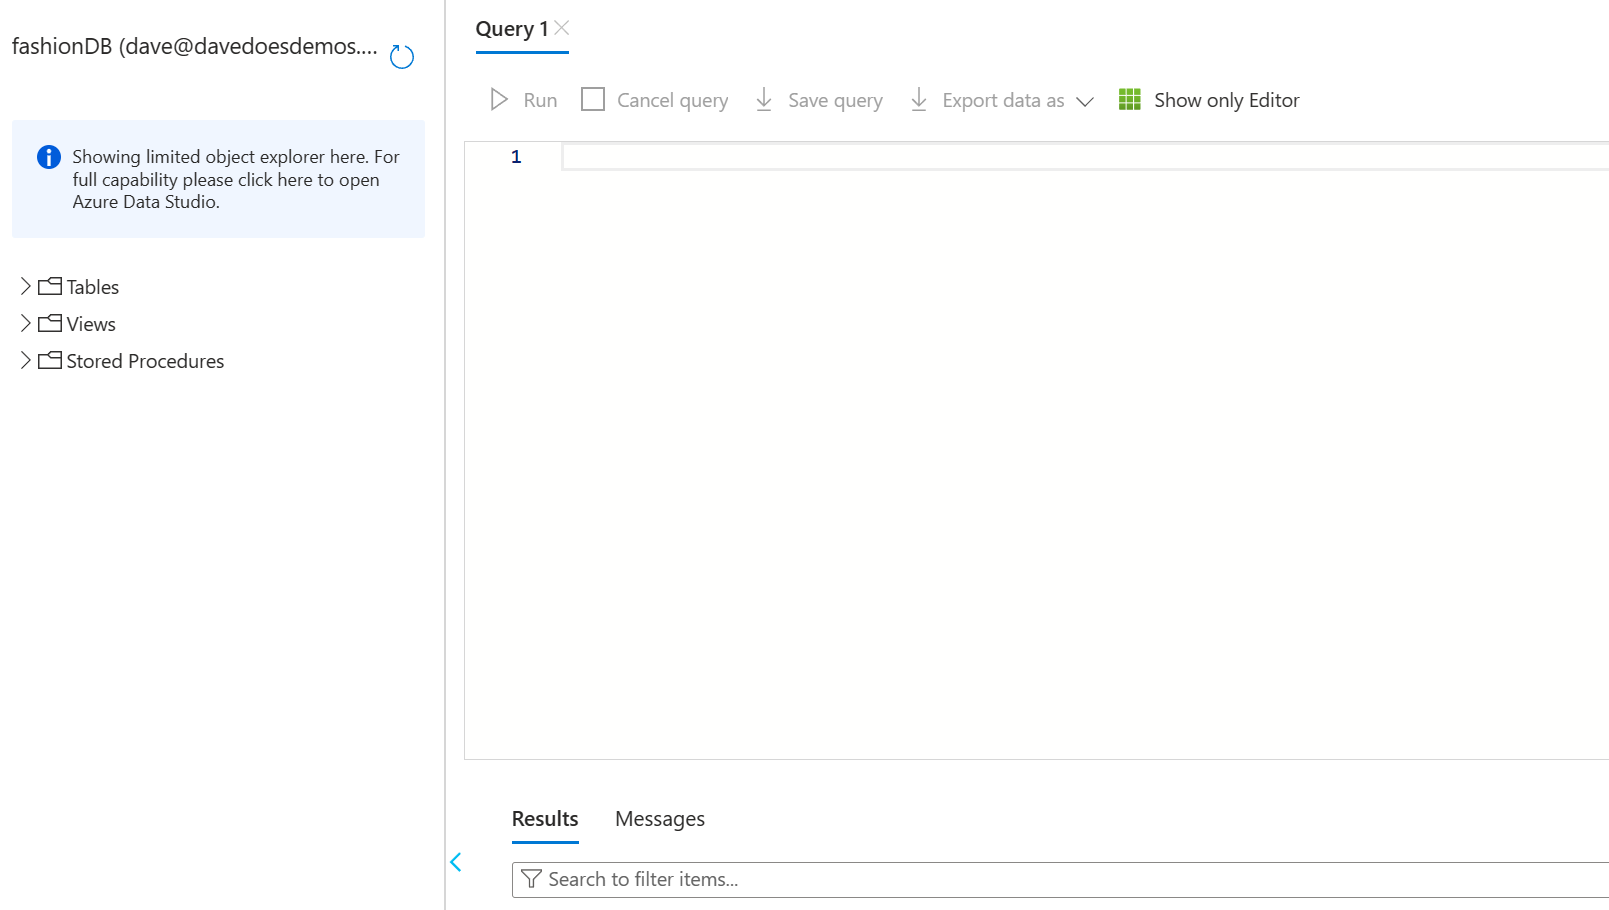 fashionDB (dave@davedoesdemos....
Showing limited object explorer here. For
full capability please click here to open
Azure Data Studio.
Tables
Views
Stored Procedures
Query 1
Run Cancel query Save query Export data as Show only Editor
1
Results Messages
Search to filter items...